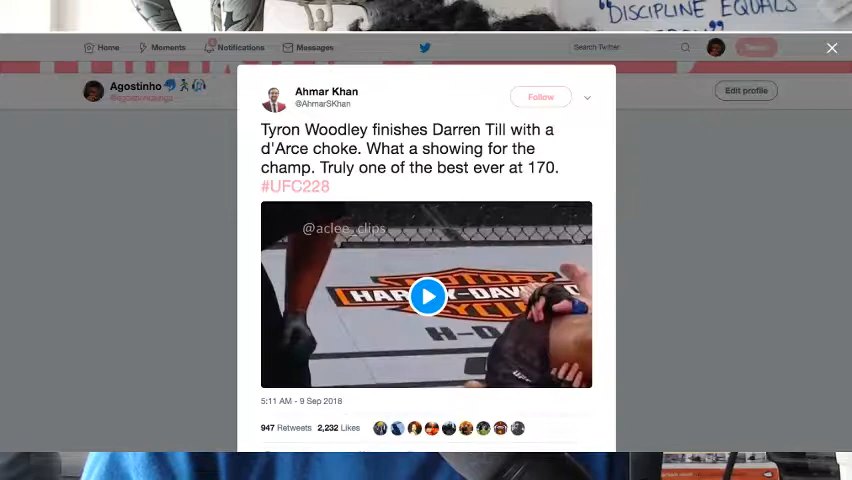 "DISCIPLINE EQUALS
Home
Moments
Notifications
Messages
Search Twitter
Agostinho
Edit profile
Ahmar Khan
@AhmarSKhan
Follow
Tyron Woodley finishes Darren Till with a
d'Arce choke. What a showing for the
champ. Truly one of the best ever at 170.
#UFC228
@aclee_clips
MOTOR
HARLEY-DAVIDSON
CYCLE
H-D
5:11 AM - 9 Sep 2018
947 Retweets 2,232 Likes